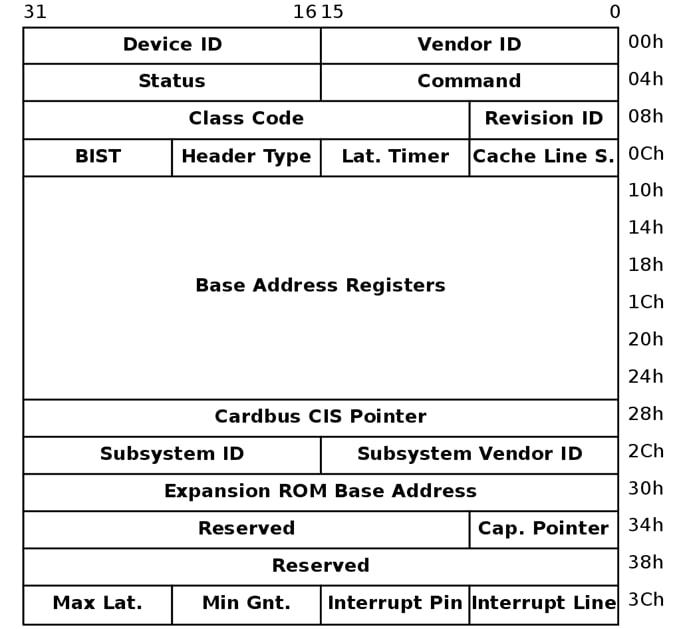 31 16 15 0
Device ID Vendor ID 00h
Status Command 04h
Class Code Revision ID 08h
BIST Header Type Lat. Timer Cache Line S. 0Ch
10h
14h
18h
Base Address Registers
1Ch
20h
24h
Cardbus CIS Pointer 28h
Subsystem ID Subsystem Vendor ID 2Ch
Expansion ROM Base Address 30h
Reserved Cap. Pointer 34h
Reserved 38h
Max Lat. Min Gnt. Interrupt Pin Interrupt Line 3Ch